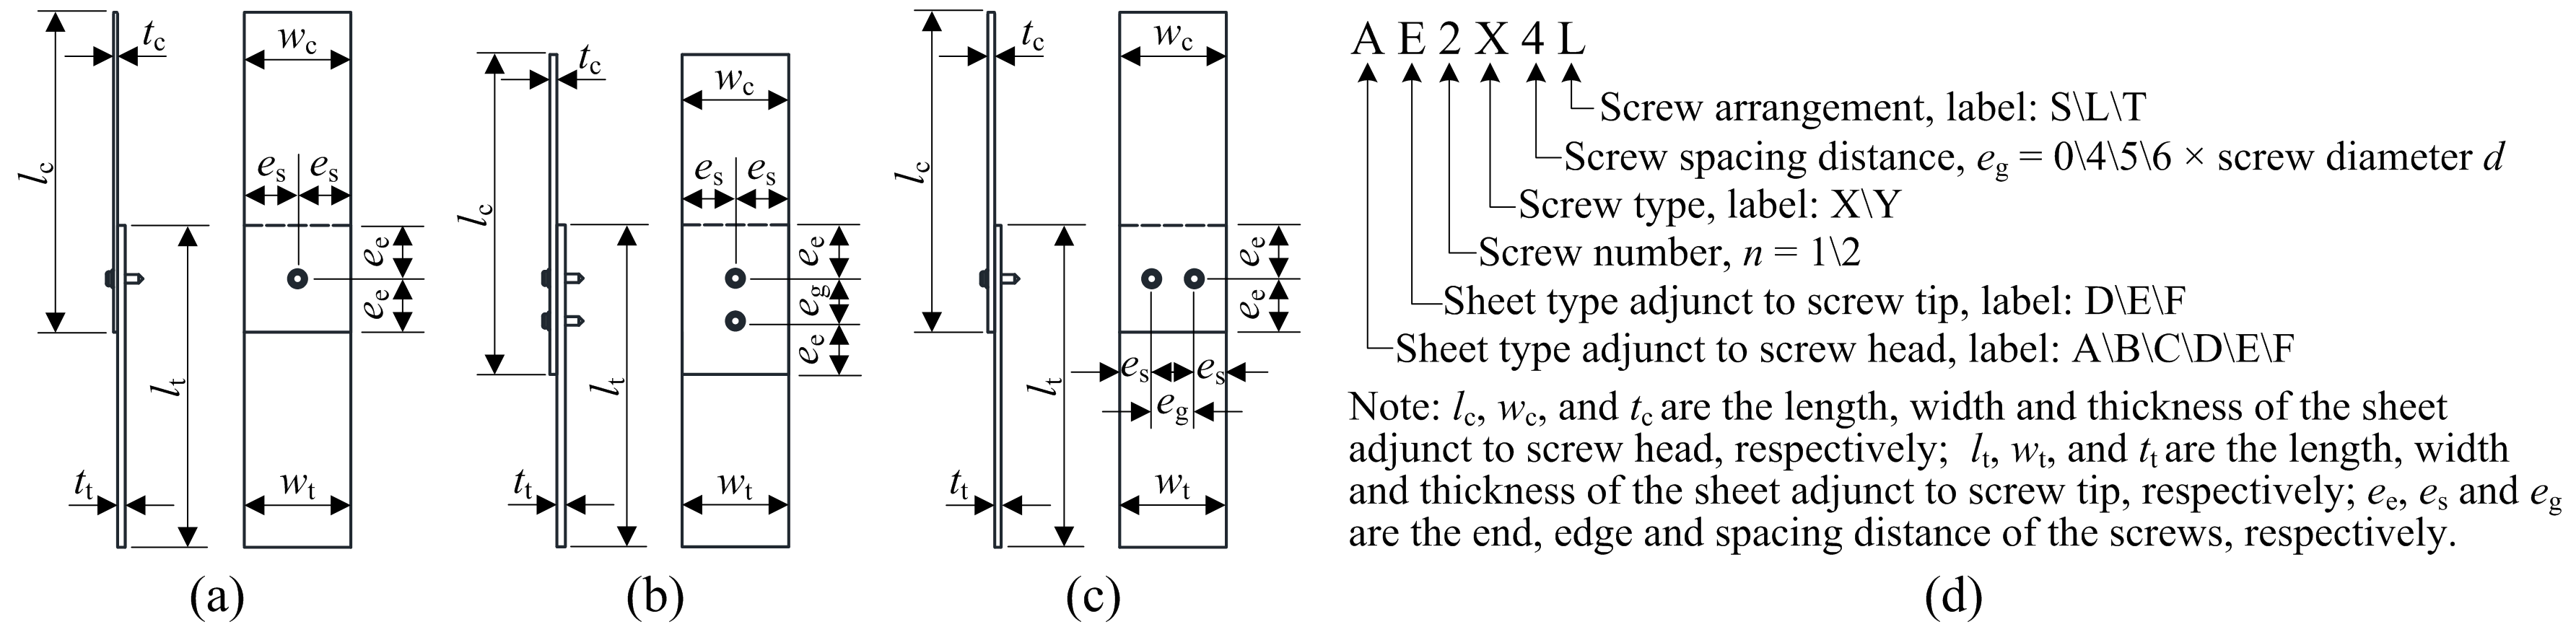 l_c
t_c
w_c
e_s e_s
e_e
e_e
l_t
t_t
w_t
(a)
t_c
w_c
l_c
e_s e_s
e_e
e_g
e_e
l_t
t_t
w_t
(b)
t_c
w_c
l_c
e_e
e_e
l_t
e_s e_s
e_g
t_t
w_t
(c)
A E 2 X 4 L
Screw arrangement, label: S\L\T
Screw spacing distance, e_g = 0\4\5\6 × screw diameter d
Screw type, label: X\Y
Screw number, n = 1\2
Sheet type adjunct to screw tip, label: D\E\F
Sheet type adjunct to screw head, label: A\B\C\D\E\F
Note: l_c, w_c, and t_c are the length, width and thickness of the sheet
adjunct to screw head, respectively; l_t, w_t, and t_t are the length, width
and thickness of the sheet adjunct to screw tip, respectively; e_e, e_s and e_g
are the end, edge and spacing distance of the screws, respectively.
(d)